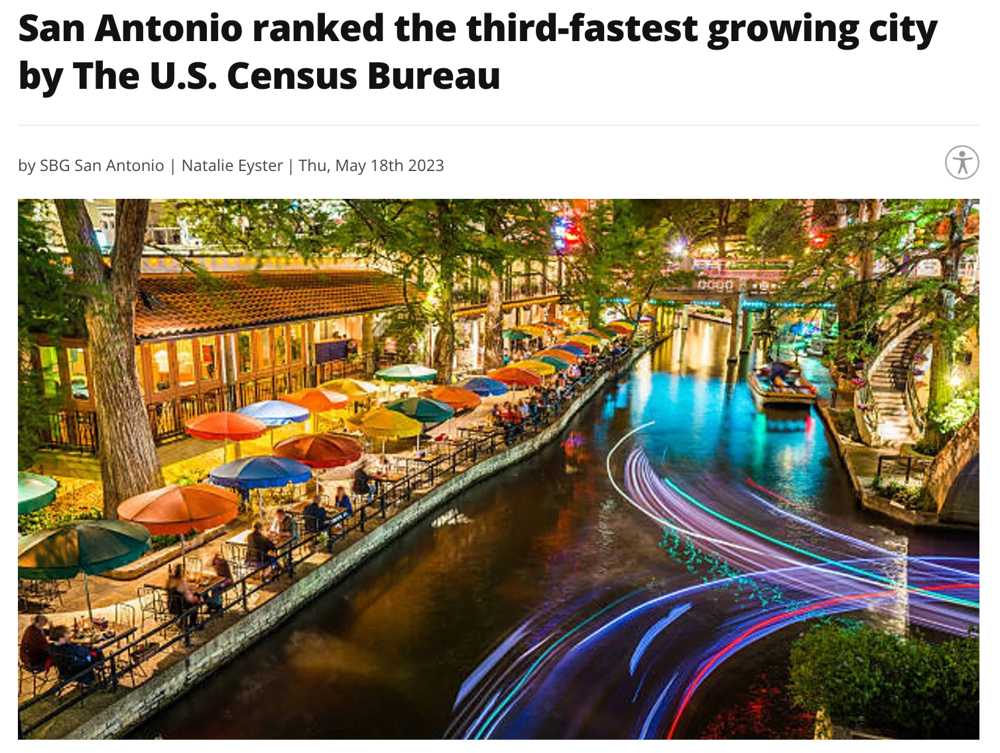 San Antonio ranked the third-fastest growing city
by The U.S. Census Bureau
by SBG San Antonio | Natalie Eyster | Thu, May 18th 2023